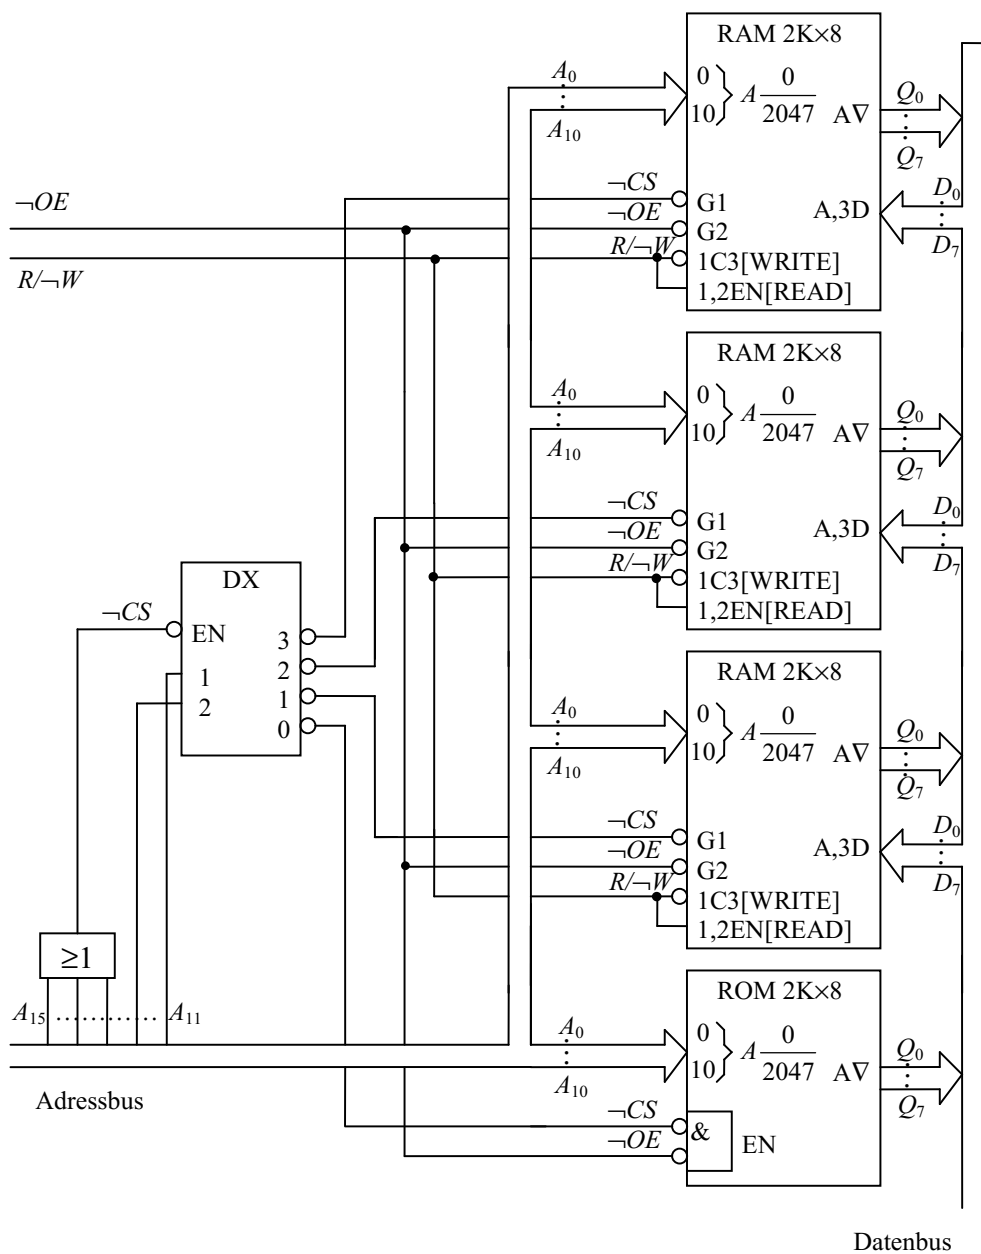 RAM 2K×8
0
10
A 0/2047
A∇
A0
A10
Q0
Q7
¬CS
G1
¬OE
G2
R/¬W
1C3[WRITE]
1,2EN[READ]
A,3D
D0
D7
¬OE
R/¬W
RAM 2K×8
0
10
A 0/2047
A∇
A0
A10
Q0
Q7
¬CS
G1
¬OE
G2
R/¬W
1C3[WRITE]
1,2EN[READ]
A,3D
D0
D7
DX
¬CS
EN
1
2
3
2
1
0
RAM 2K×8
0
10
A 0/2047
A∇
A0
A10
Q0
Q7
¬CS
G1
¬OE
G2
R/¬W
1C3[WRITE]
1,2EN[READ]
A,3D
D0
D7
≥1
A15 ............ A11
Adressbus
ROM 2K×8
0
10
A 0/2047
A∇
A0
A10
Q0
Q7
¬CS
¬OE
&
EN
Datenbus